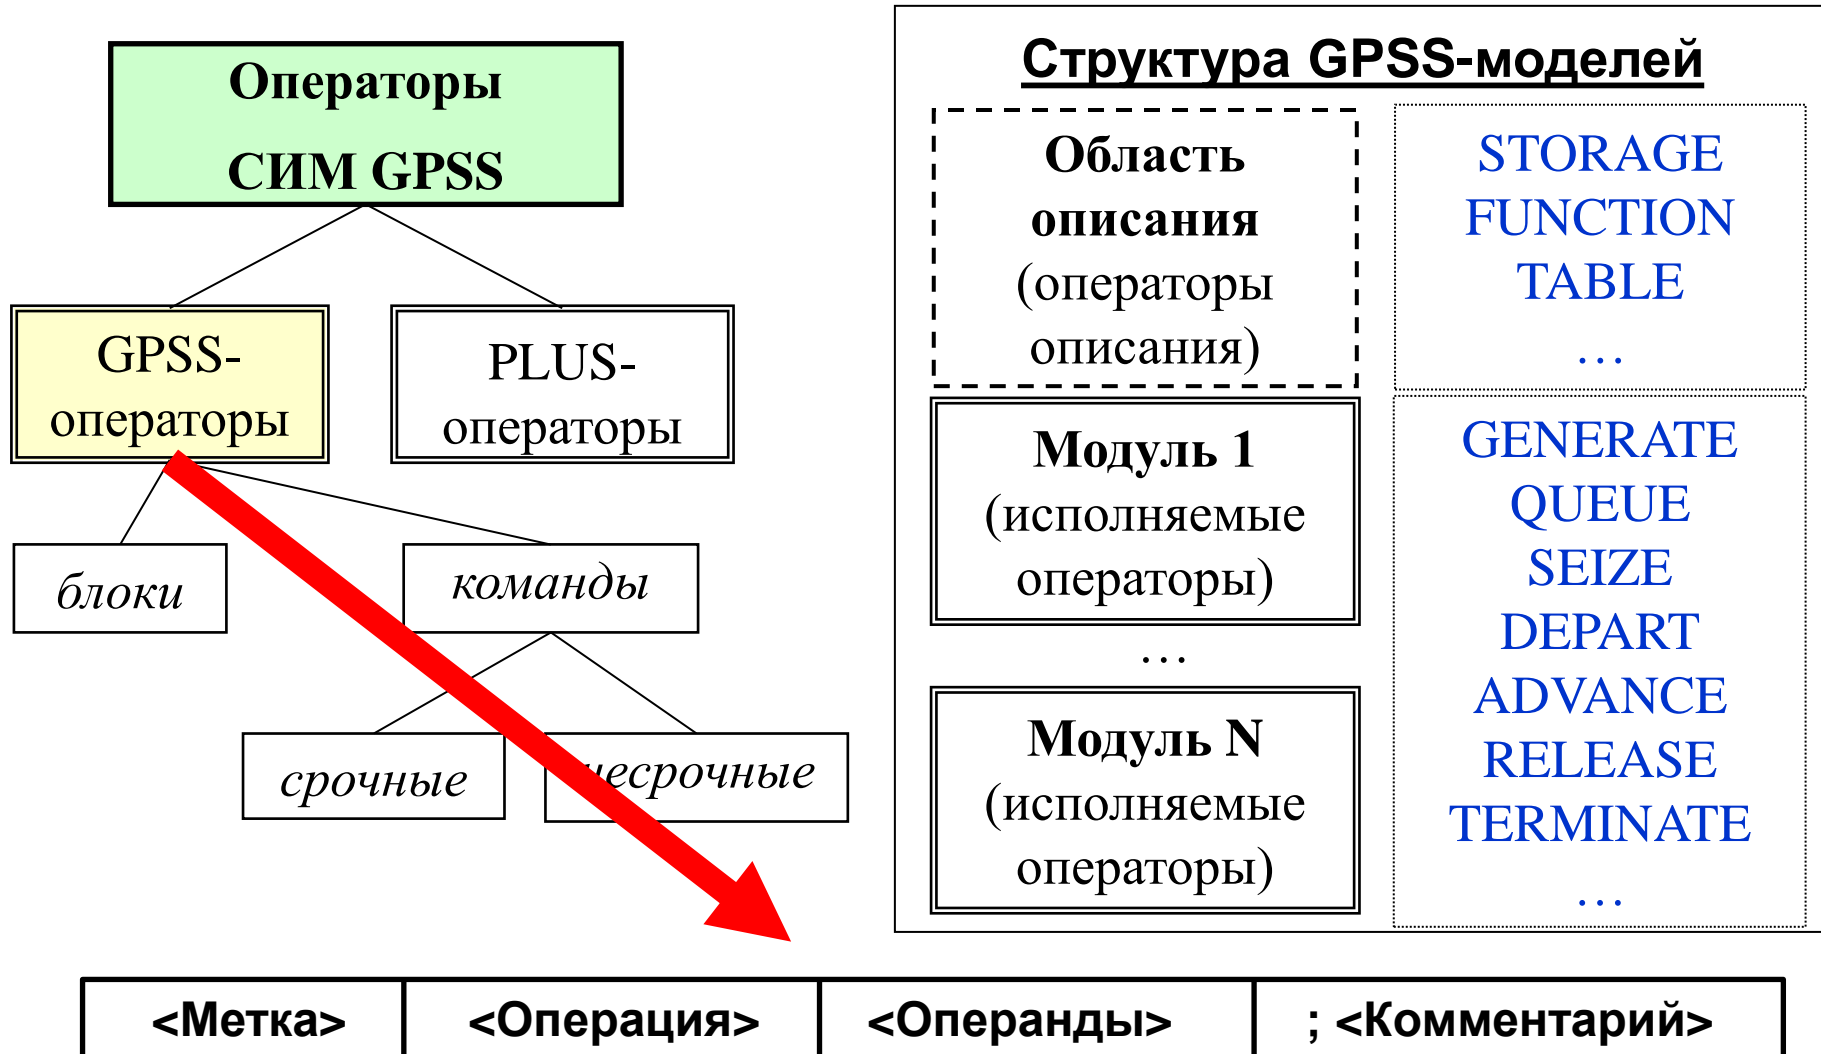 Операторы
СИМ GPSS
GPSS-
операторы
PLUS-
операторы
блоки
команды
срочные
несрочные
Структура GPSS-моделей
Область
описания
(операторы
описания)
STORAGE
FUNCTION
TABLE
…
Модуль 1
(исполняемые
операторы)
…
Модуль N
(исполняемые
операторы)
GENERATE
QUEUE
SEIZE
DEPART
ADVANCE
RELEASE
TERMINATE
…
<Метка> <Операция> <Операнды> ; <Комментарий>